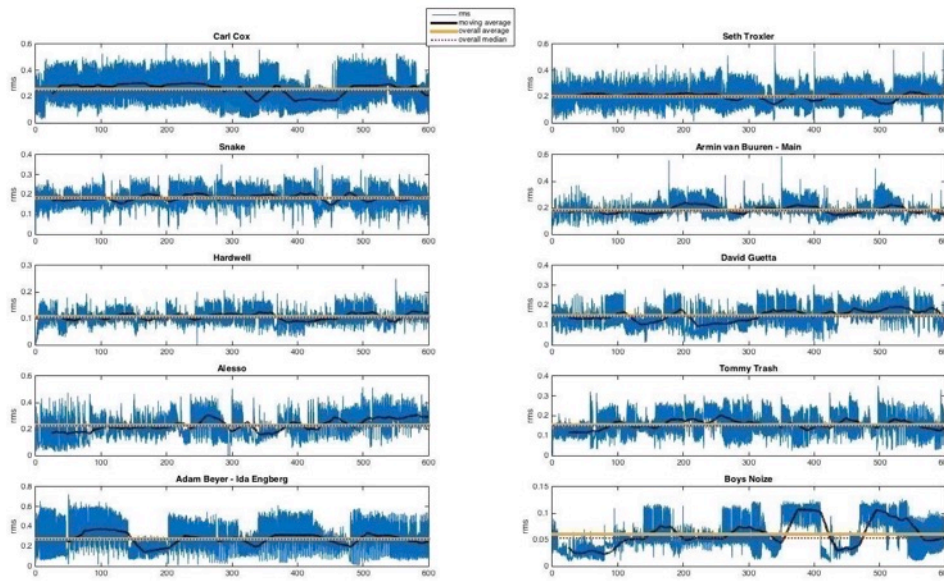 rms
moving average
overall average
overall median
Carl Cox
rms
0.6
0.4
0.2
0
0 100 200 300 400 500 600
Seth Troxler
rms
0.6
0.4
0.2
0
0 100 200 300 400 500 600
Snake
rms
0.4
0.3
0.2
0.1
0
0 100 200 300 400 500 600
Armin van Buuren - Main
rms
0.6
0.4
0.2
0
0 100 200 300 400 500 600
Hardwell
rms
0.3
0.2
0.1
0
0 100 200 300 400 500 600
David Guetta
rms
0.4
0.3
0.2
0.1
0
0 100 200 300 400 500 600
Alesso
rms
0.6
0.4
0.2
0
0 100 200 300 400 500 600
Tommy Trash
rms
0.4
0.3
0.2
0.1
0
0 100 200 300 400 500 600
Adam Beyer - Ida Engberg
rms
0.8
0.6
0.4
0.2
0
0 100 200 300 400 500 600
Boys Noize
rms
0.15
0.1
0.05
0
0 100 200 300 400 500 600